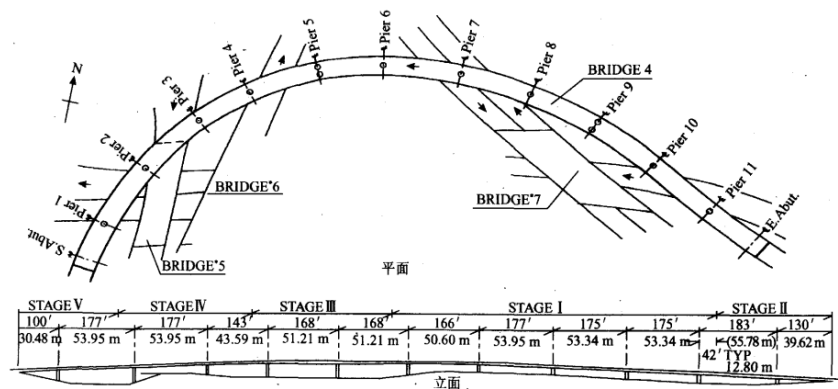 Pier 5
Pier 6
Pier 7
Pier 4
Pier 8
Pier 3
BRIDGE 4
Pier 9
N
Pier 2
Pier 10
BRIDGE*6
BRIDGE*7
Pier 11
Pier 1
S.Abut.
E.Abut.
BRIDGE*5
平面
STAGE V STAGE IV STAGE III STAGE I STAGE II
100′ 177′ 177′ 143′ 168′ 168′ 166′ 177′ 175′ 175′ 183′ 130′
30.48 m 53.95 m 53.95 m 43.59 m 51.21 m 51.21 m 50.60 m 53.95 m 53.34 m 53.34 m (55.78 m) 39.62 m
42′ TYP
12.80 m
立面